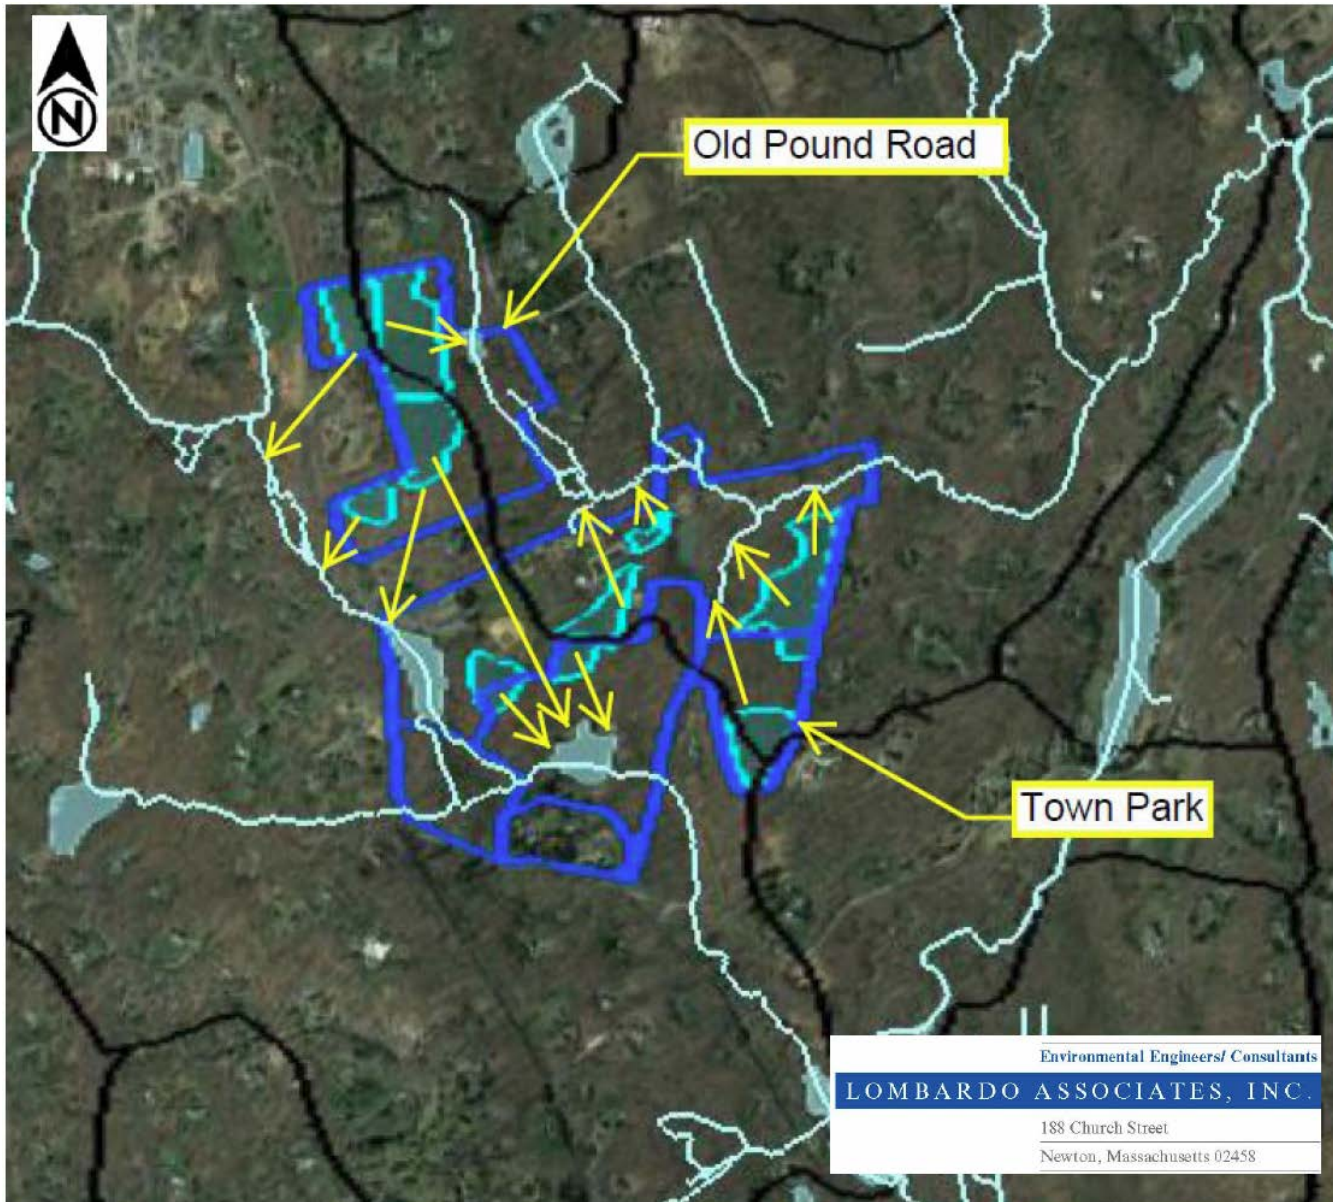 N
Old Pound Road
Town Park
Environmental Engineers/ Consultants
LOMBARDO ASSOCIATES, INC.
188 Church Street
Newton, Massachusetts 02458